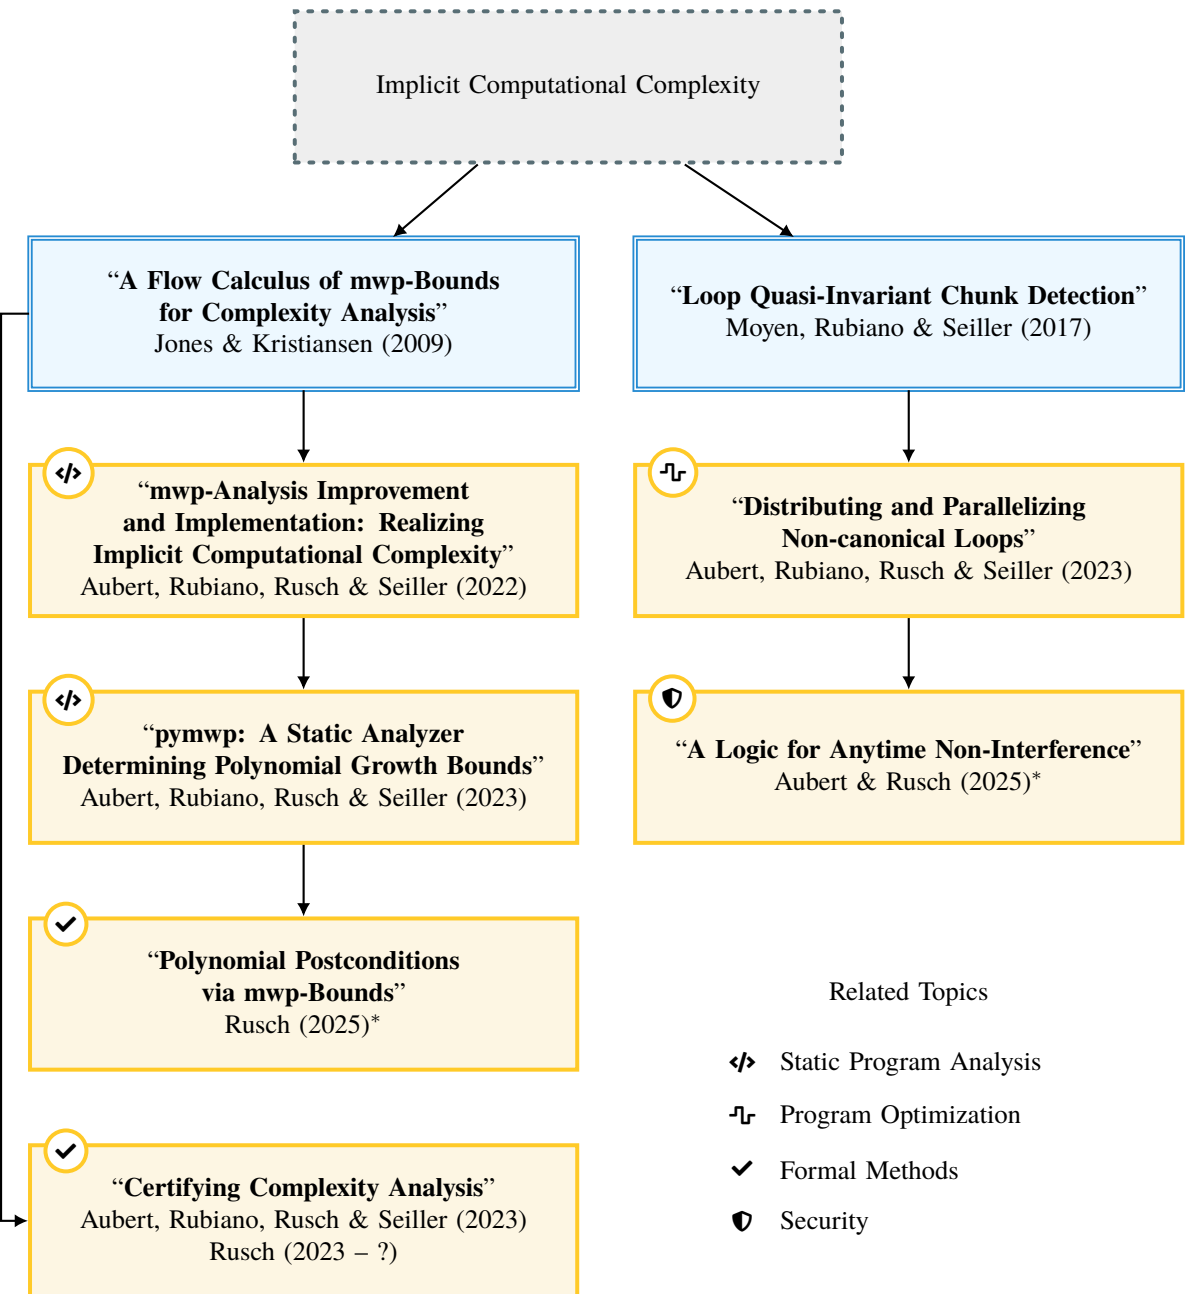 Implicit Computational Complexity
“A Flow Calculus of mwp-Bounds
for Complexity Analysis”
Jones & Kristiansen (2009)
“Loop Quasi-Invariant Chunk Detection”
Moyen, Rubiano & Seiller (2017)
“mwp-Analysis Improvement
and Implementation: Realizing
Implicit Computational Complexity”
Aubert, Rubiano, Rusch & Seiller (2022)
“Distributing and Parallelizing
Non-canonical Loops”
Aubert, Rubiano, Rusch & Seiller (2023)
“pymwp: A Static Analyzer
Determining Polynomial Growth Bounds”
Aubert, Rubiano, Rusch & Seiller (2023)
“A Logic for Anytime Non-Interference”
Aubert & Rusch (2025)*
“Polynomial Postconditions
via mwp-Bounds”
Rusch (2025)*
“Certifying Complexity Analysis”
Aubert, Rubiano, Rusch & Seiller (2023)
Rusch (2023 – ?)
Related Topics
Static Program Analysis
Program Optimization
Formal Methods
Security